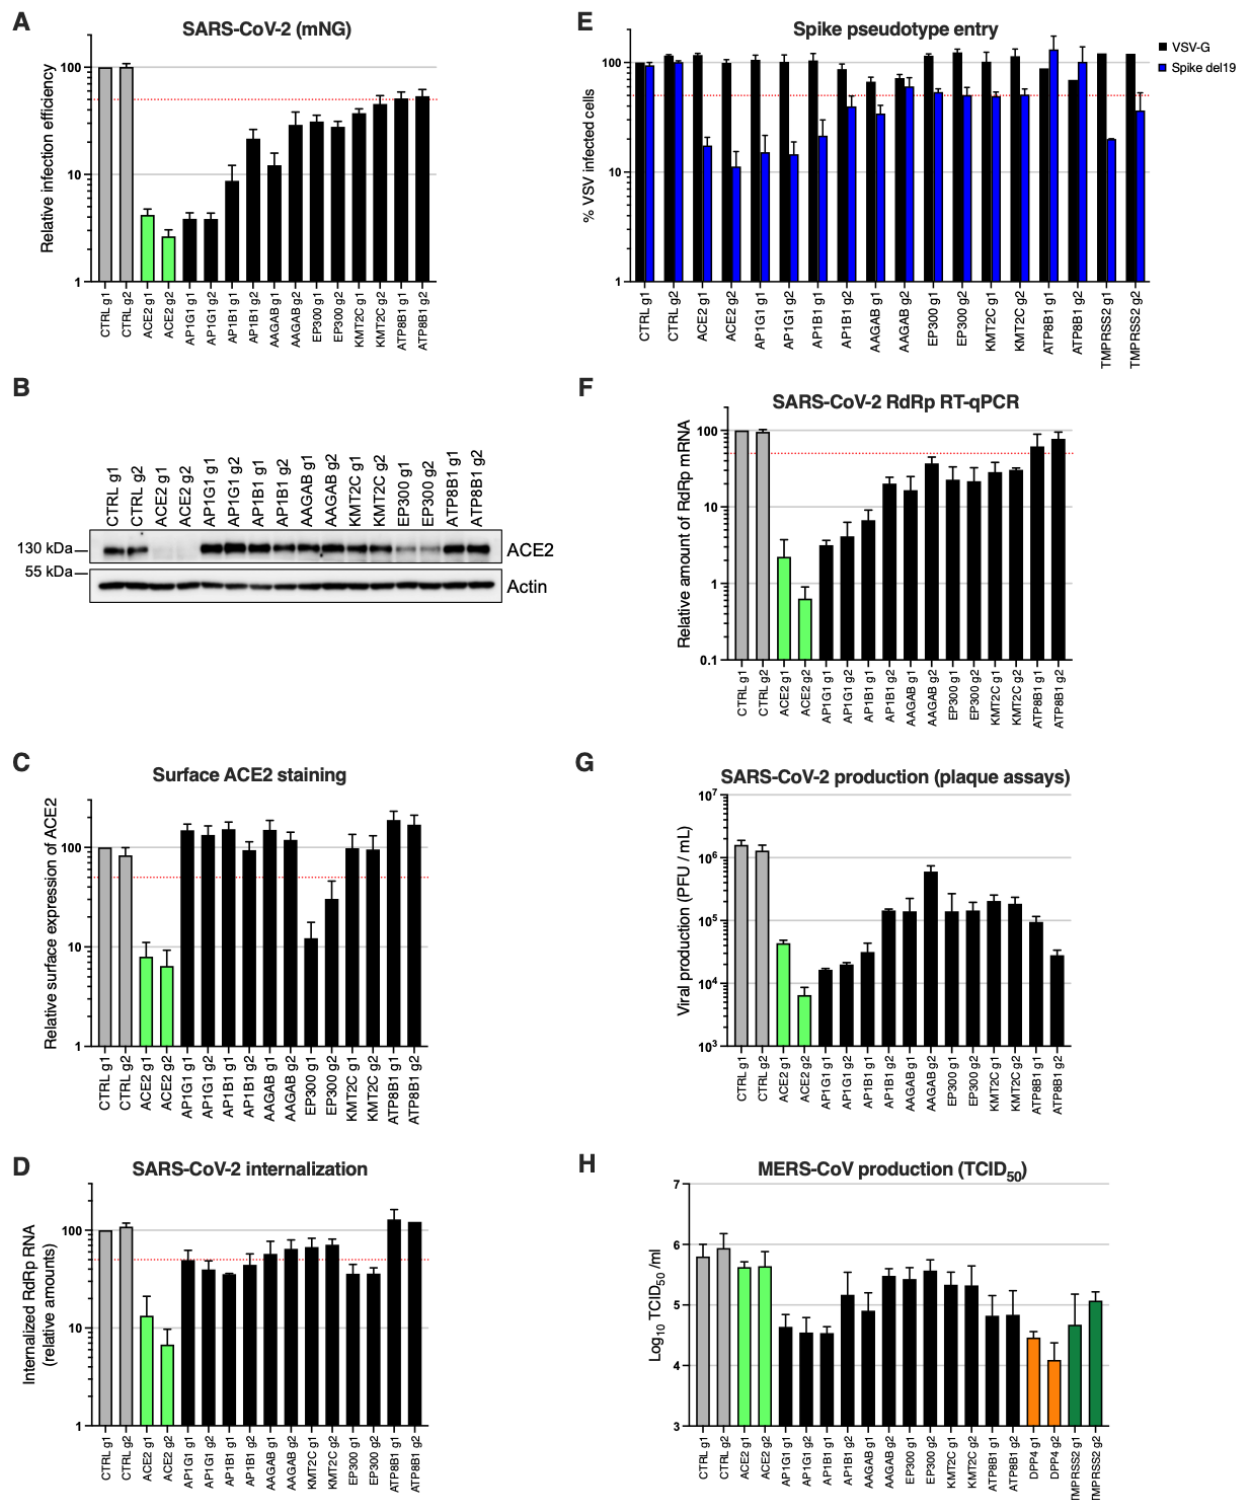 A
SARS-CoV-2 (mNG)
Relative infection efficiency
100
10
1
CTRL g1
CTRL g2
ACE2 g1
ACE2 g2
AP1G1 g1
AP1G1 g2
AP1B1 g1
AP1B1 g2
AAGAB g1
AAGAB g2
EP300 g1
EP300 g2
KMT2C g1
KMT2C g2
ATP8B1 g1
ATP8B1 g2
B
CTRL g1
CTRL g2
ACE2 g1
ACE2 g2
AP1G1 g1
AP1G1 g2
AP1B1 g1
AP1B1 g2
AAGAB g1
AAGAB g2
KMT2C g1
KMT2C g2
EP300 g1
EP300 g2
ATP8B1 g1
ATP8B1 g2
130 kDa
55 kDa
ACE2
Actin
C
Surface ACE2 staining
Relative surface expression of ACE2
100
10
1
CTRL g1
CTRL g2
ACE2 g1
ACE2 g2
AP1G1 g1
AP1G1 g2
AP1B1 g1
AP1B1 g2
AAGAB g1
AAGAB g2
EP300 g1
EP300 g2
KMT2C g1
KMT2C g2
ATP8B1 g1
ATP8B1 g2
D
SARS-CoV-2 internalization
Internalized RdRp RNA
(relative amounts)
100
10
1
CTRL g1
CTRL g2
ACE2 g1
ACE2 g2
AP1G1 g1
AP1G1 g2
AP1B1 g1
AP1B1 g2
AAGAB g1
AAGAB g2
KMT2C g1
KMT2C g2
EP300 g1
EP300 g2
ATP8B1 g1
ATP8B1 g2
E
Spike pseudotype entry
VSV-G
Spike del19
% VSV infected cells
100
10
1
CTRL g1
CTRL g2
ACE2 g1
ACE2 g2
AP1G1 g1
AP1G1 g2
AP1B1 g1
AP1B1 g2
AAGAB g1
AAGAB g2
EP300 g1
EP300 g2
KMT2C g1
KMT2C g2
ATP8B1 g1
ATP8B1 g2
TMPRSS2 g1
TMPRSS2 g2
F
SARS-CoV-2 RdRp RT-qPCR
Relative amount of RdRp mRNA
100
10
1
0.1
CTRL g1
CTRL g2
ACE2 g1
ACE2 g2
AP1G1 g1
AP1G1 g2
AP1B1 g1
AP1B1 g2
AAGAB g1
AAGAB g2
EP300 g1
EP300 g2
KMT2C g1
KMT2C g2
ATP8B1 g1
ATP8B1 g2
G
SARS-CoV-2 production (plaque assays)
Viral production (PFU / mL)
10⁷
10⁶
10⁵
10⁴
10³
CTRL g1
CTRL g2
ACE2 g1
ACE2 g2
AP1G1 g1
AP1G1 g2
AP1B1 g1
AP1B1 g2
AAGAB g1
AAGAB g2
EP300 g1
EP300 g2
KMT2C g1
KMT2C g2
ATP8B1 g1
ATP8B1 g2
H
MERS-CoV production (TCID₅₀)
Log₁₀ TCID₅₀ /ml
7
6
5
4
3
CTRL g1
CTRL g2
ACE2 g1
ACE2 g2
AP1G1 g1
AP1G1 g2
AP1B1 g1
AP1B1 g2
AAGAB g1
AAGAB g2
EP300 g1
EP300 g2
KMT2C g1
KMT2C g2
ATP8B1 g1
ATP8B1 g2
DPP4 g1
DPP4 g2
TMPRSS2 g1
TMPRSS2 g2